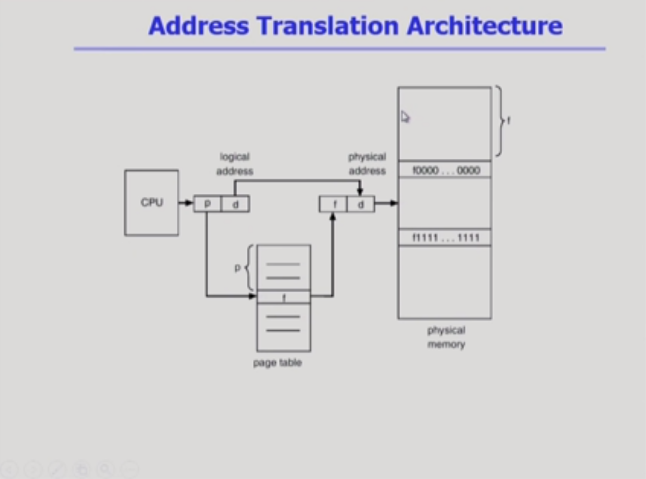 Address Translation Architecture
logical
address
physical
address
CPU
p d
f d
f
f0000 ... 0000
f1111 ... 1111
p
f
page table
physical
memory